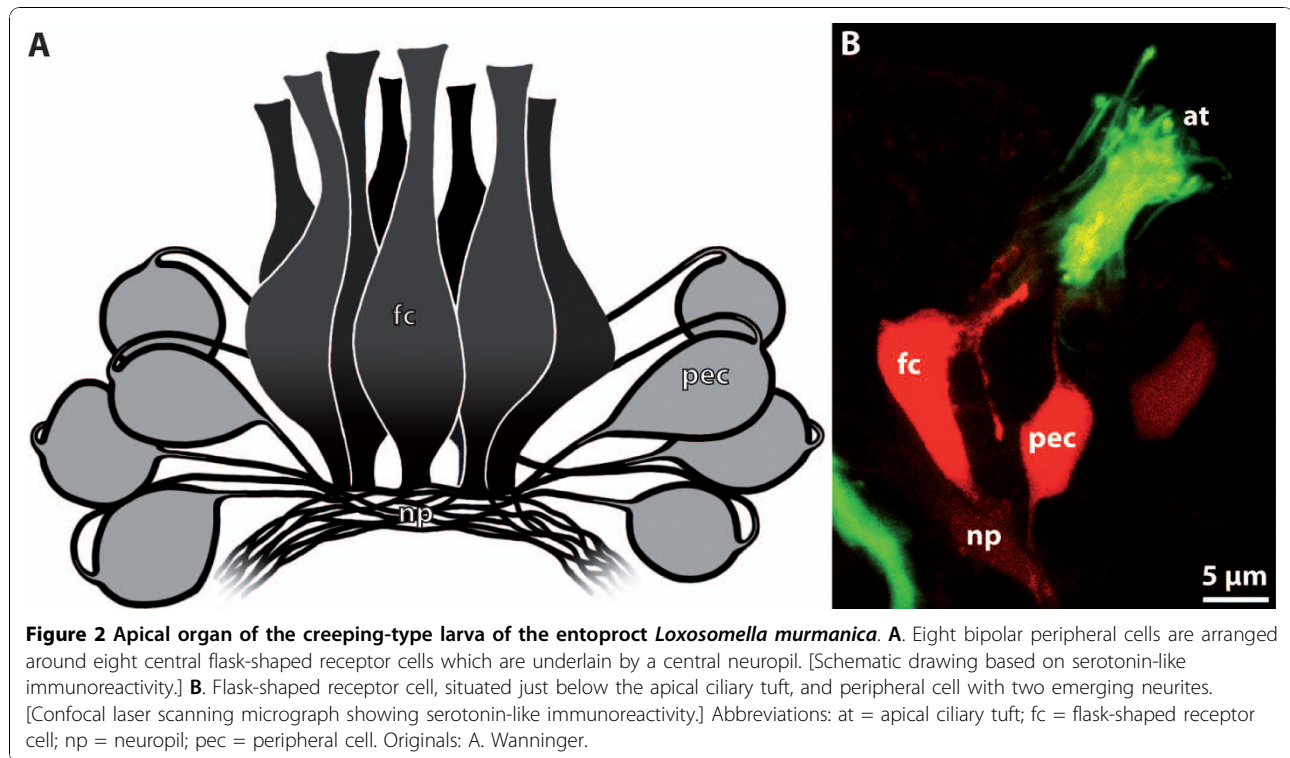 A
B
at
fc
fc
pec
pec
np
np
5 µm
Figure 2 Apical organ of the creeping-type larva of the entoproct Loxosomella murmanica. A. Eight bipolar peripheral cells are arranged
around eight central flask-shaped receptor cells which are underlain by a central neuropil. [Schematic drawing based on serotonin-like
immunoreactivity.] B. Flask-shaped receptor cell, situated just below the apical ciliary tuft, and peripheral cell with two emerging neurites.
[Confocal laser scanning micrograph showing serotonin-like immunoreactivity.] Abbreviations: at = apical ciliary tuft; fc = flask-shaped receptor
cell; np = neuropil; pec = peripheral cell. Originals: A. Wanninger.